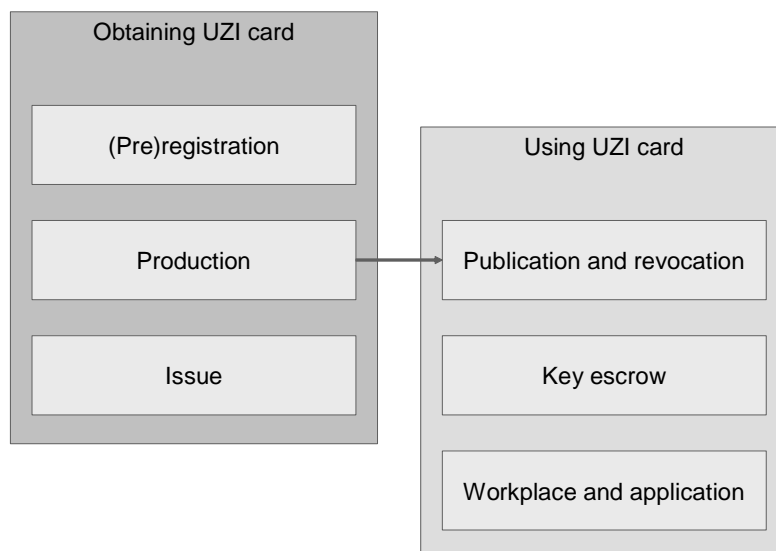 Obtaining UZI card
(Pre)registration
Production
Issue
Using UZI card
Publication and revocation
Key escrow
Workplace and application